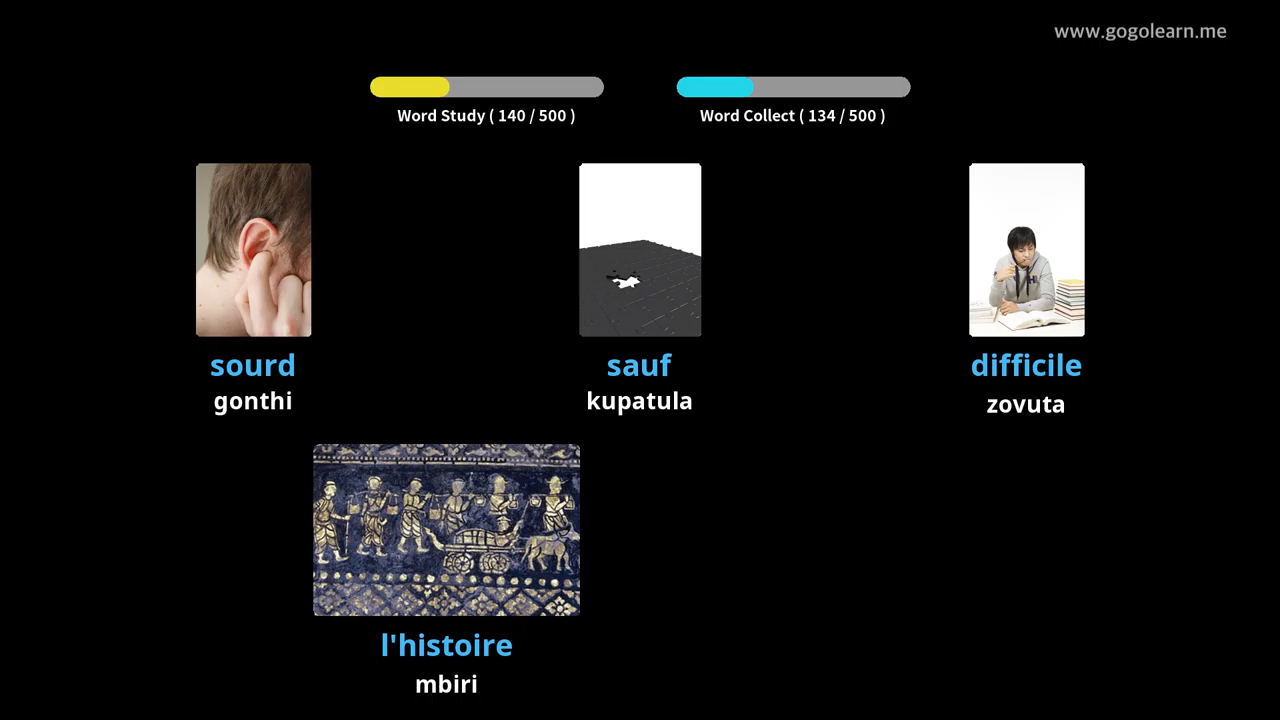 www.gogolearn.me
Word Study ( 140 / 500 )
Word Collect ( 134 / 500 )
sourd
gonthi
sauf
kupatula
difficile
zovuta
l'histoire
mbiri